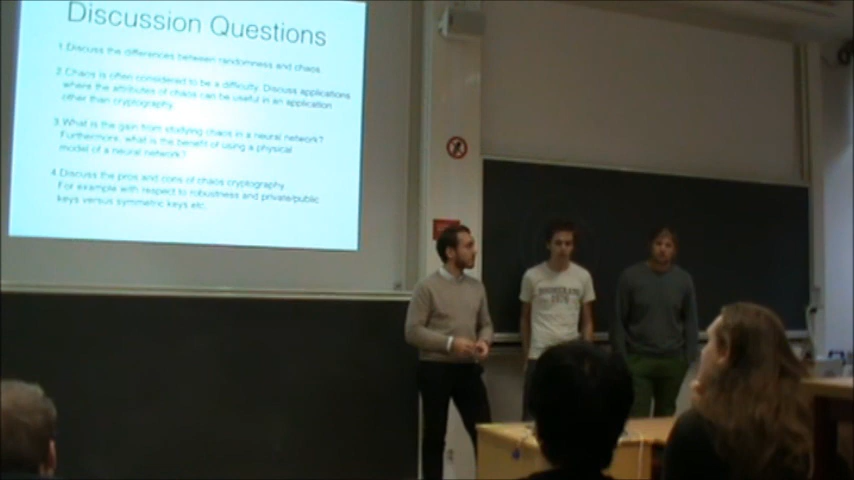 Discussion Questions
1.Discuss the differences between randomness and chaos
2.Chaos is often considered to be a difficulty. Discuss applications
where the attributes of chaos can be useful in an application
other than cryptography.
3.What is the gain from studying chaos in a neural network?
Furthermore, what is the benefit of using a physical
model of a neural network?
4.Discuss the pros and cons of chaos cryptography.
For example with respect to robustness and private/public
keys versus symmetric keys etc.